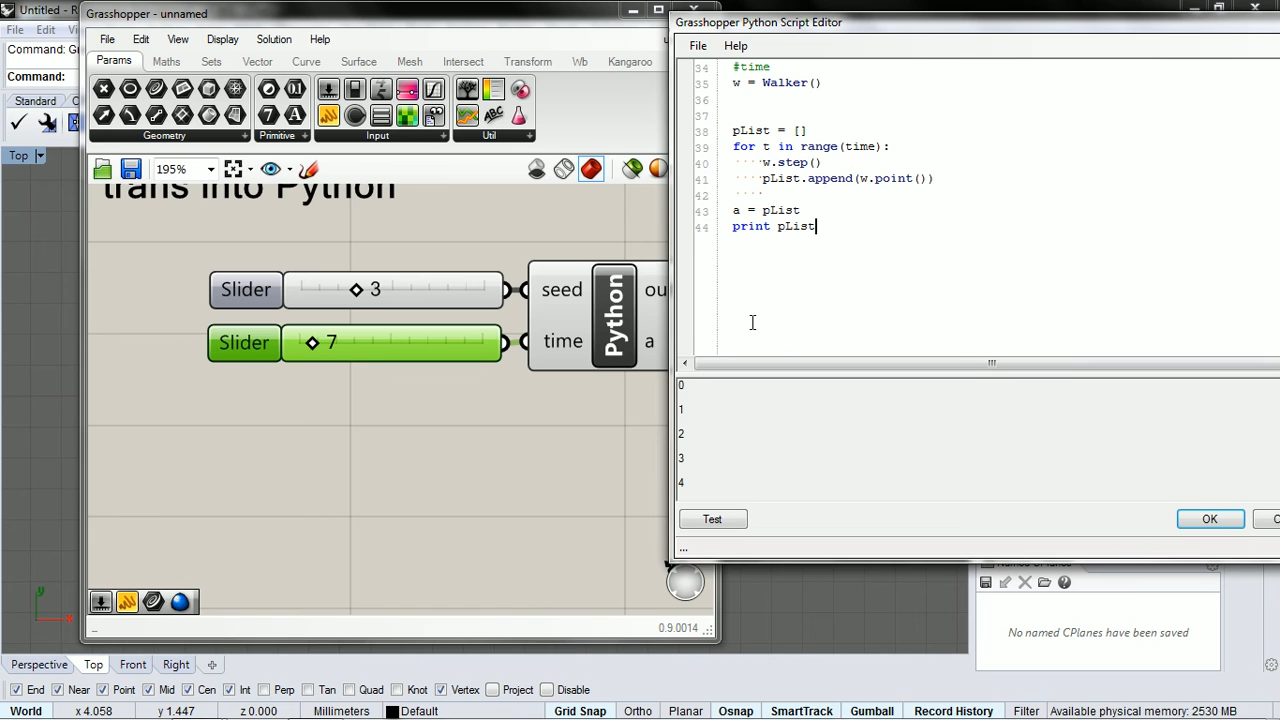 Untitled - R
File Edit Vi
Command: Gr
Command:
Standard
Top
Grasshopper - unnamed
File Edit View Display Solution Help
Params Maths Sets Vector Curve Surface Mesh Intersect Transform Wb Kangaroo
Geometry Primitive Input Util
195%
trans into Python
Slider 3
Slider 7
seed
time
Python
ou
a
0.9.0014
Grasshopper Python Script Editor
File Help
34 #time
35 w = Walker()
36
37
38 pList = []
39 for t in range(time):
40 ····w.step()
41 ····pList.append(w.point())
42 ····
43 a = pList
44 print pList
0
1
2
3
4
Test OK
...
No named CPlanes have been saved
y
x
Perspective Top Front Right
End Near Point Mid Cen Int Perp Tan Quad Knot Vertex Project Disable
World x 4.058 y 1.447 z 0.000 Millimeters Default Grid Snap Ortho Planar Osnap SmartTrack Gumball Record History Filter Available physical memory: 2530 MB